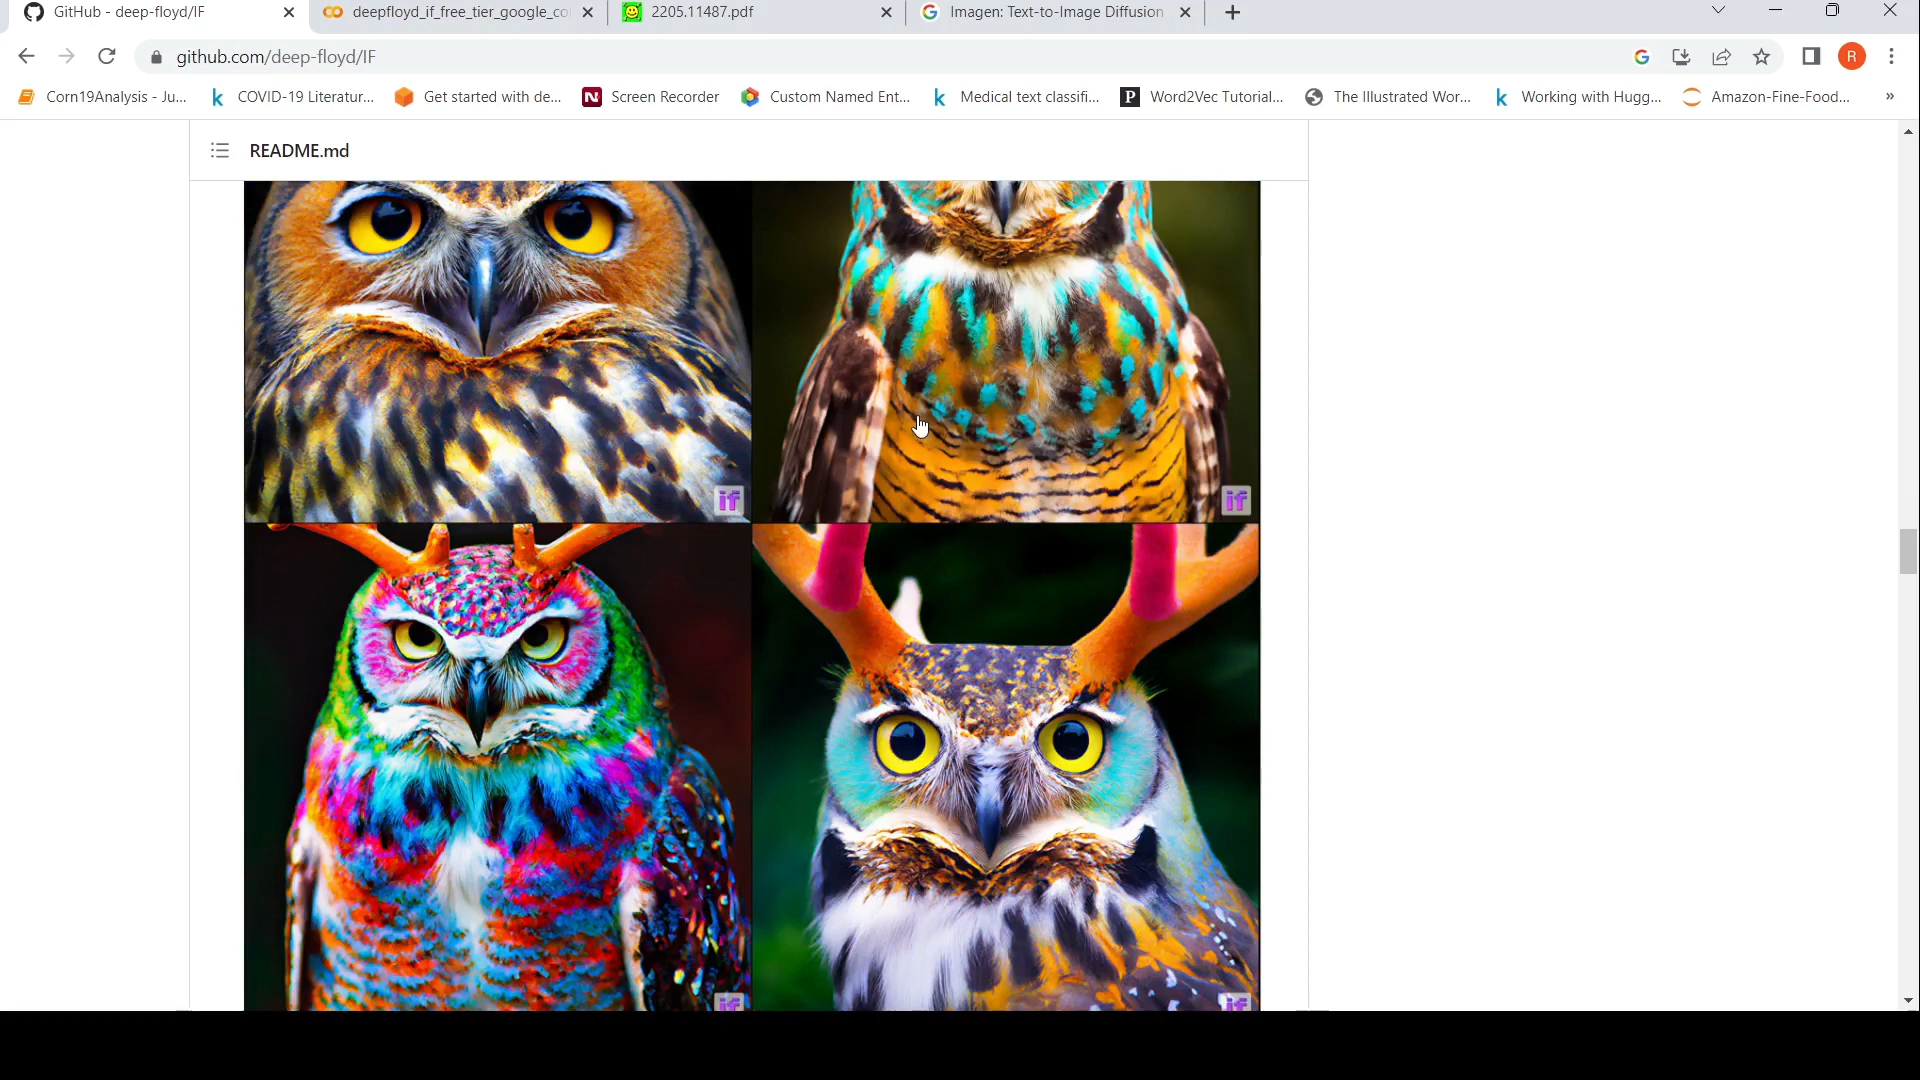 GitHub - deep-floyd/IF
deepfloyd_if_free_tier_google_co
2205.11487.pdf
Imagen: Text-to-Image Diffusion
github.com/deep-floyd/IF
R
Corn19Analysis - Ju...
COVID-19 Literatur...
Get started with de...
Screen Recorder
Custom Named Ent...
Medical text classifi...
Word2Vec Tutorial...
The Illustrated Wor...
Working with Hugg...
Amazon-Fine-Food...
»
README.md
if
if
if
if